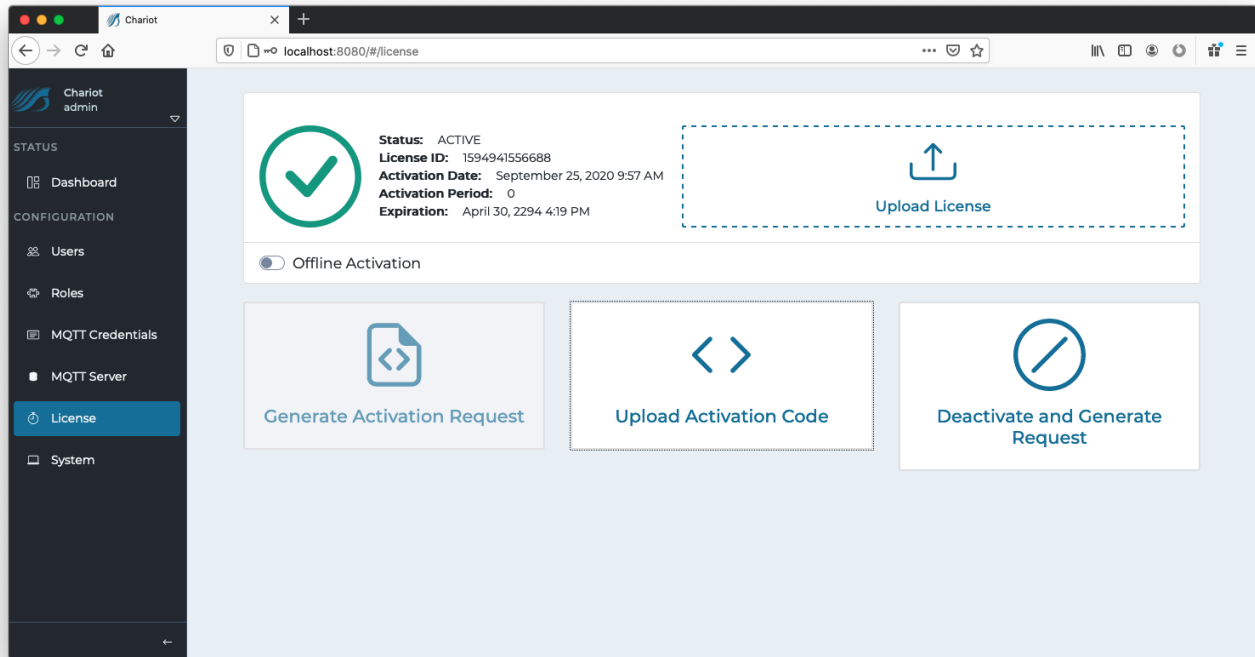 Chariot
localhost:8080/#/license
Chariot
admin
STATUS
Dashboard
CONFIGURATION
Users
Roles
MQTT Credentials
MQTT Server
License
System
Status: ACTIVE
License ID: 1594941556688
Activation Date: September 25, 2020 9:57 AM
Activation Period: 0
Expiration: April 30, 2294 4:19 PM
Upload License
Offline Activation
Generate Activation Request
Upload Activation Code
Deactivate and Generate
Request